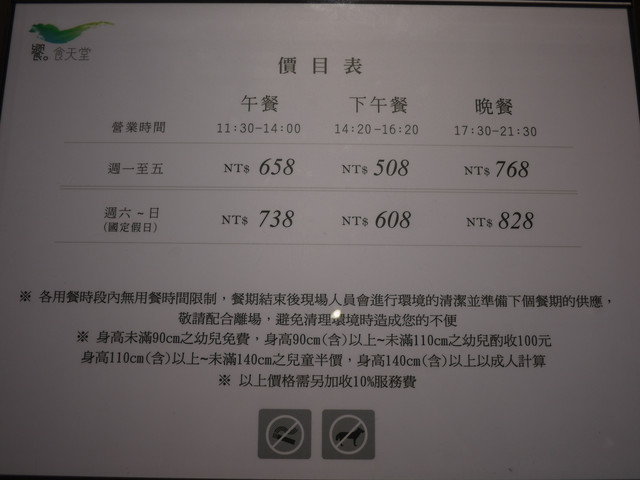 饗。食天堂
價目表
午餐 下午餐 晚餐
營業時間 11:30-14:00 14:20-16:20 17:30-21:30
週一至五 NT$ 658 NT$ 508 NT$ 768
週六～日 NT$ 738 NT$ 608 NT$ 828
(國定假日)
※ 各用餐時段內無用餐時間限制，餐期結束後現場人員會進行環境的清潔並準備下個餐期的供應，
敬請配合離場，避免清理環境時造成您的不便
※ 身高未滿90cm之幼兒免費，身高90cm(含)以上~未滿110cm之幼兒酌收100元
身高110cm(含)以上~未滿140cm之兒童半價，身高140cm(含)以上以成人計算
※ 以上價格需另加收10%服務費